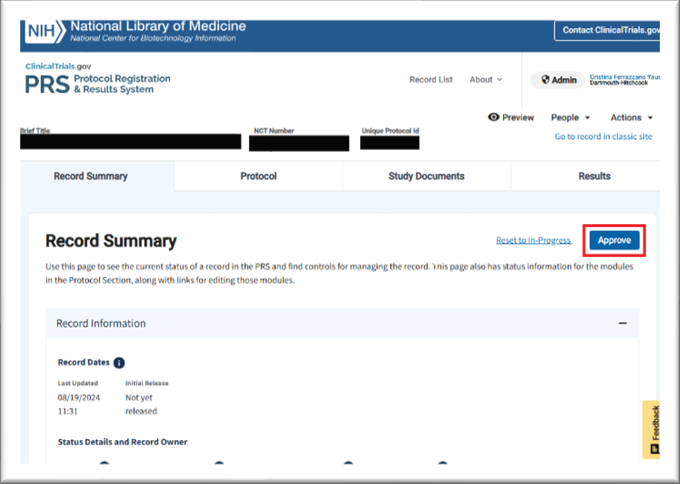 NIH
National Library of Medicine
National Center for Biotechnology Information
Contact ClinicalTrials.gov
ClinicalTrials.gov
PRS Protocol Registration
& Results System
Record List
About
Admin
Cristina Ferrazzano
Dartmouth-Hitchcock
Preview
People
Actions
Brief Title
NCT Number
Unique Protocol Id
Go to record in classic site
Record Summary
Protocol
Study Documents
Results
Record Summary
Reset to In-Progress
Approve
Use this page to see the current status of a record in the PRS and find controls for managing the record. This page also has status information for the modules
in the Protocol Section, along with links for editing those modules.
Record Information
Record Dates
Last Updated
Initial Release
08/19/2024
Not yet
11:31
released
Status Details and Record Owner
Feedback